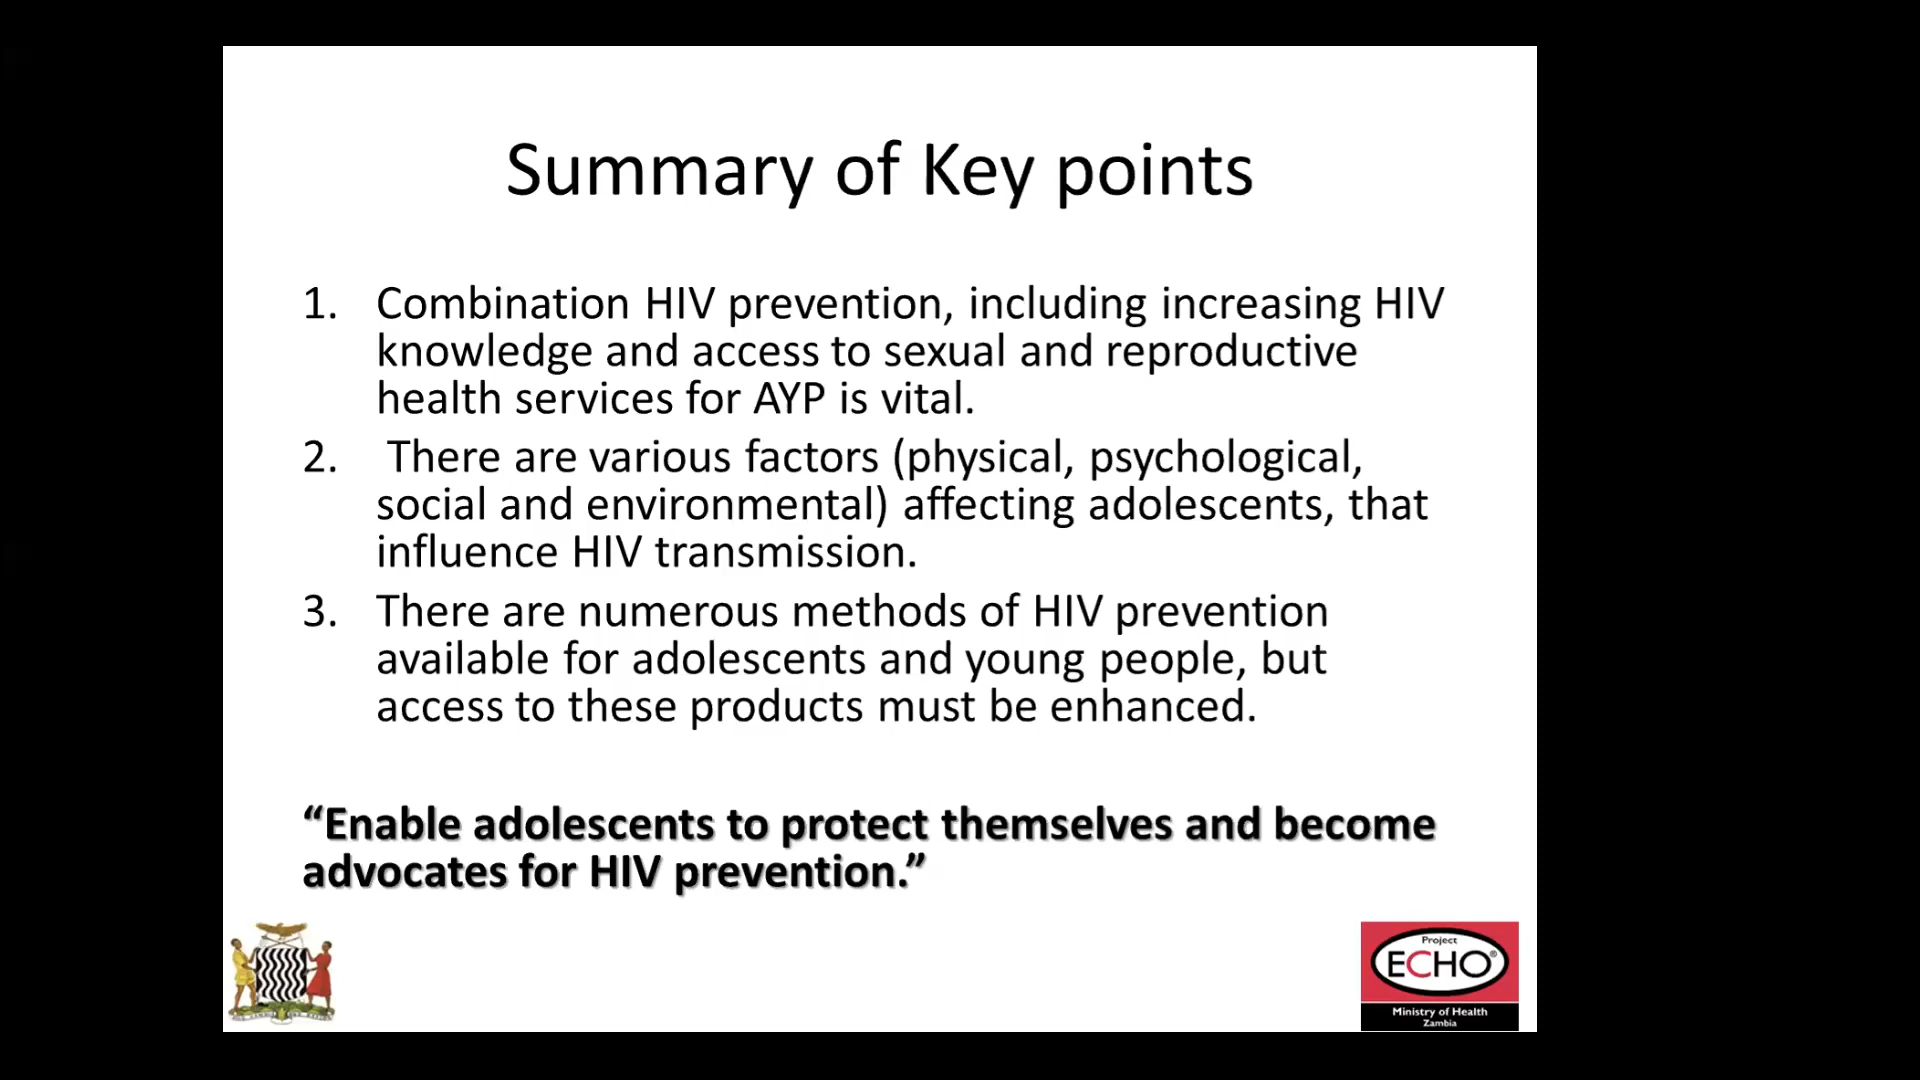 Summary of Key points
1. Combination HIV prevention, including increasing HIV
knowledge and access to sexual and reproductive
health services for AYP is vital.
2. There are various factors (physical, psychological,
social and environmental) affecting adolescents, that
influence HIV transmission.
3. There are numerous methods of HIV prevention
available for adolescents and young people, but
access to these products must be enhanced.
“Enable adolescents to protect themselves and become
advocates for HIV prevention.”
Project
ECHO®
Ministry of Health
Zambia